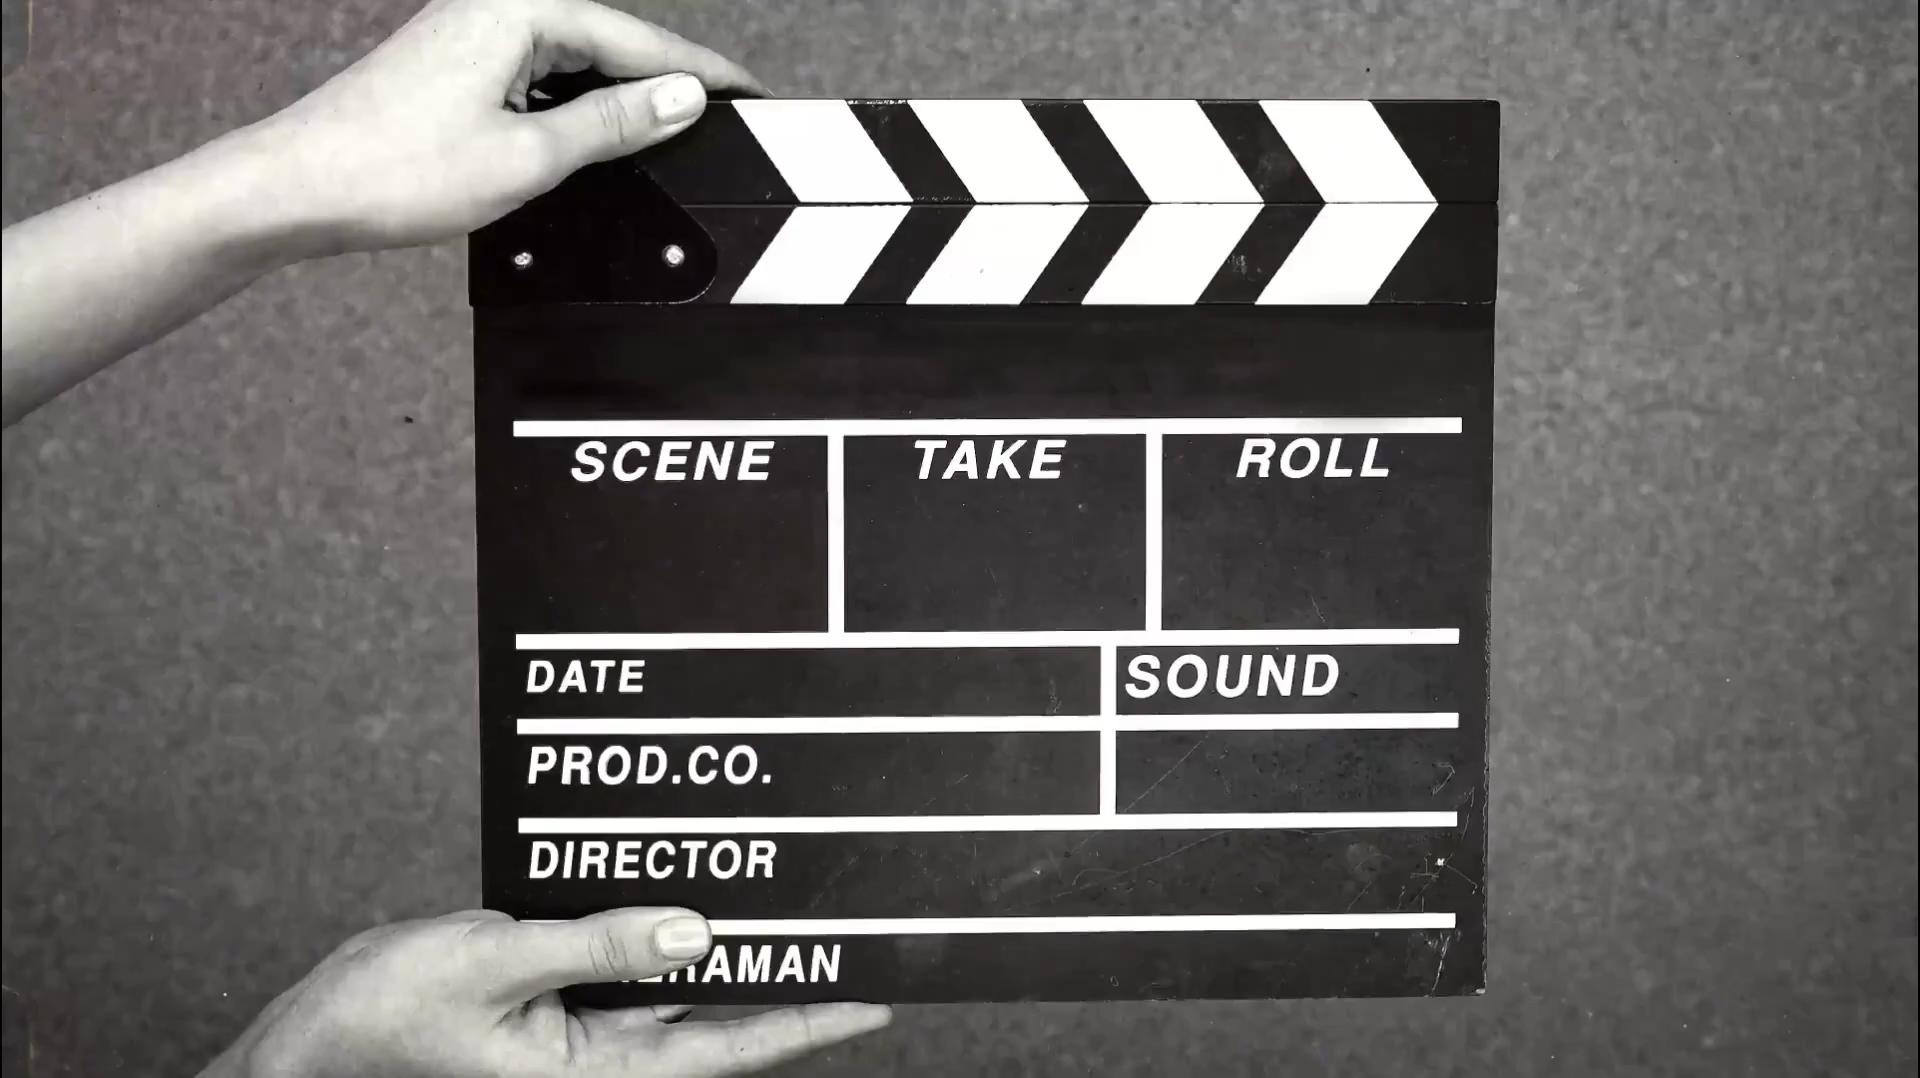 SCENE TAKE ROLL
DATE SOUND
PROD.CO.
DIRECTOR